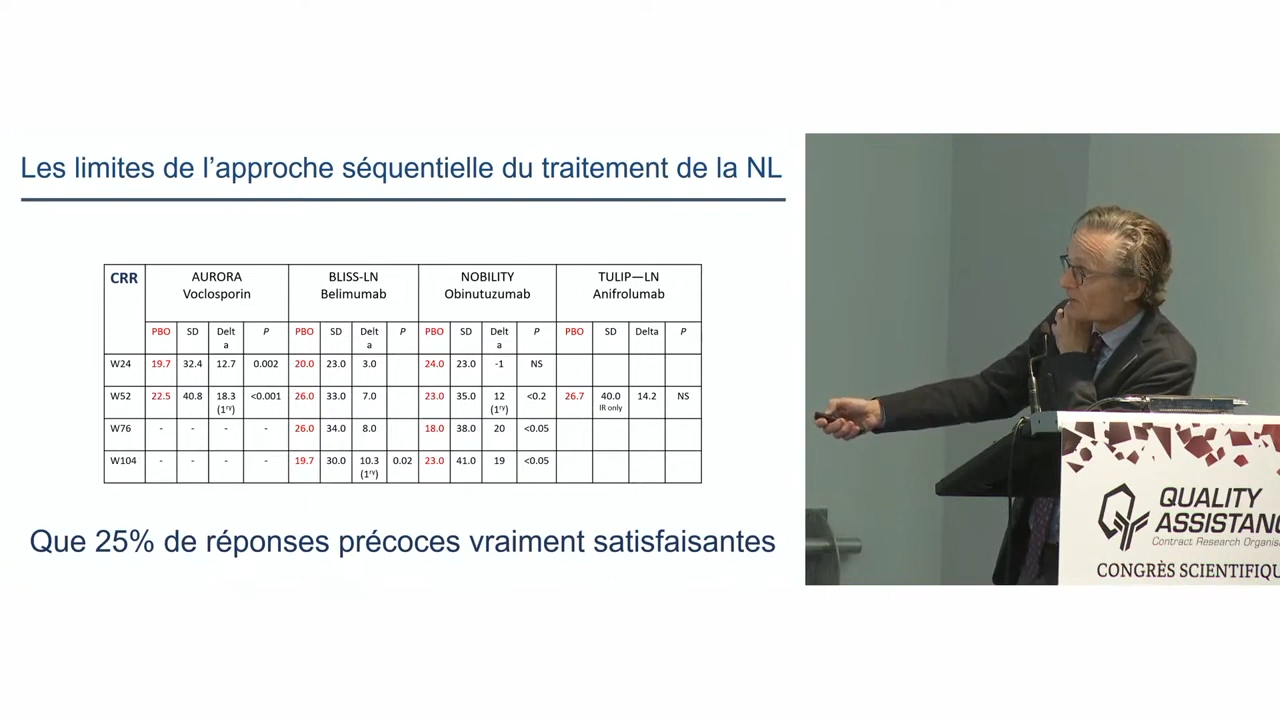 Les limites de l’approche séquentielle du traitement de la NL
CRR AURORA Voclosporin BLISS-LN Belimumab NOBILITY Obinutuzumab TULIP—LN Anifrolumab
PBO SD Delta P PBO SD Delta P PBO SD Delta P PBO SD Delta P
W24 19.7 32.4 12.7 0.002 20.0 23.0 3.0 24.0 23.0 -1 NS
W52 22.5 40.8 18.3 (1ry) <0.001 26.0 33.0 7.0 23.0 35.0 12 (1ry) <0.2 26.7 40.0 IR only 14.2 NS
W76 - - - - 26.0 34.0 8.0 18.0 38.0 20 <0.05
W104 - - - - 19.7 30.0 10.3 (1ry) 0.02 23.0 41.0 19 <0.05
Que 25% de réponses précoces vraiment satisfaisantes
QUALITY
ASSISTANC
Contract Research Organis
CONGRÈS SCIENTIFIQU